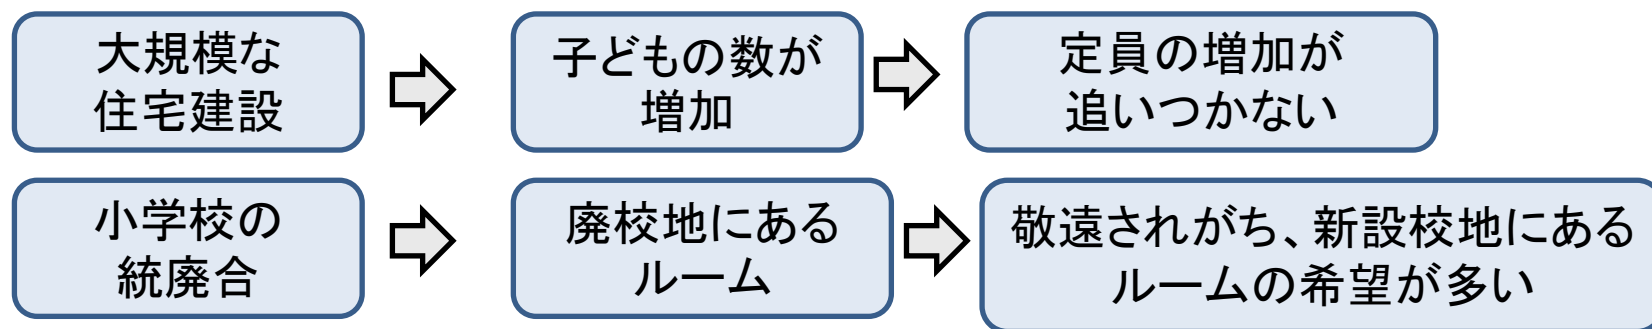 大規模な
住宅建設
子どもの数が
増加
定員の増加が
追いつかない
小学校の
統廃合
廃校地にある
ルーム
敬遠されがち、新設校地にある
ルームの希望が多い